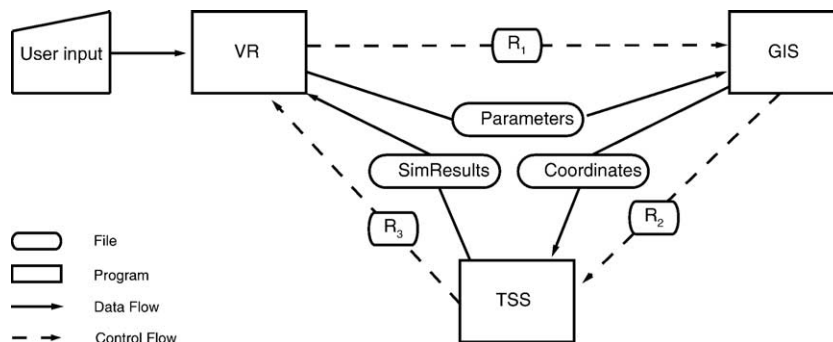 User input
VR
R1
GIS
Parameters
SimResults
Coordinates
R3
R2
TSS
File
Program
Data Flow
Control Flow